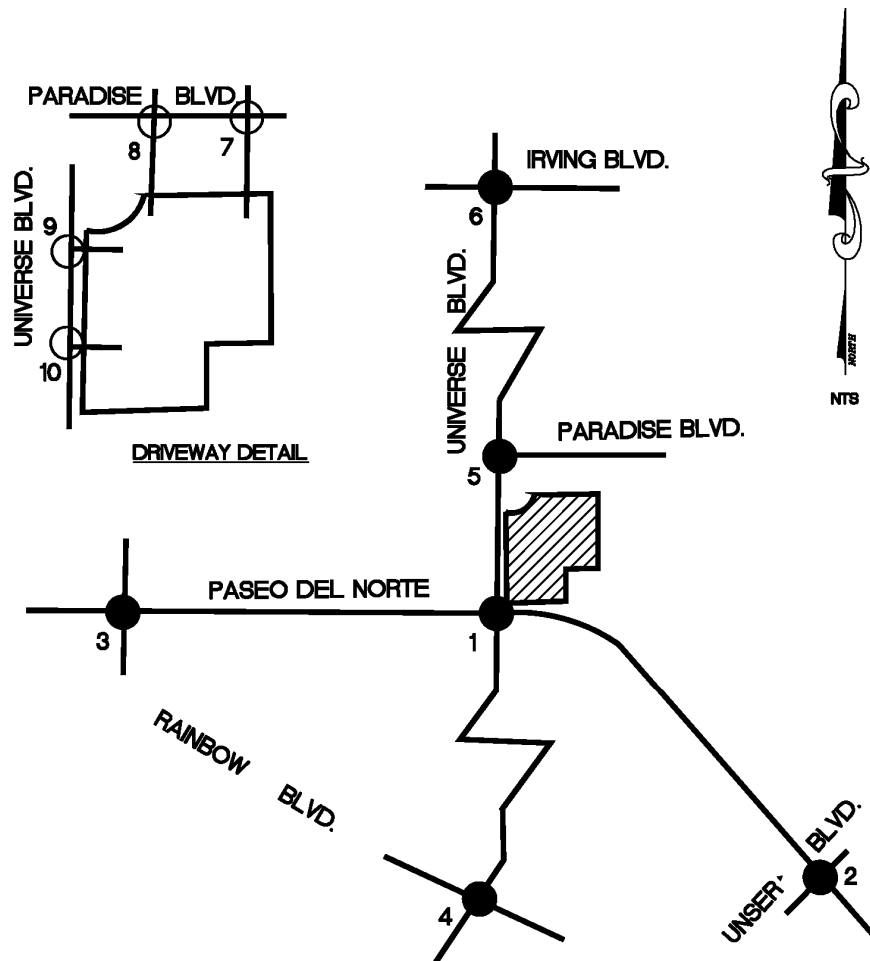 PARADISE BLVD.
8
7
UNIVERSE BLVD.
9
10
DRIVEWAY DETAIL
IRVING BLVD.
6
UNIVERSE BLVD.
NORTH
NTS
PARADISE BLVD.
5
PASEO DEL NORTE
3
1
RAINBOW BLVD.
UNSER BLVD.
2
4